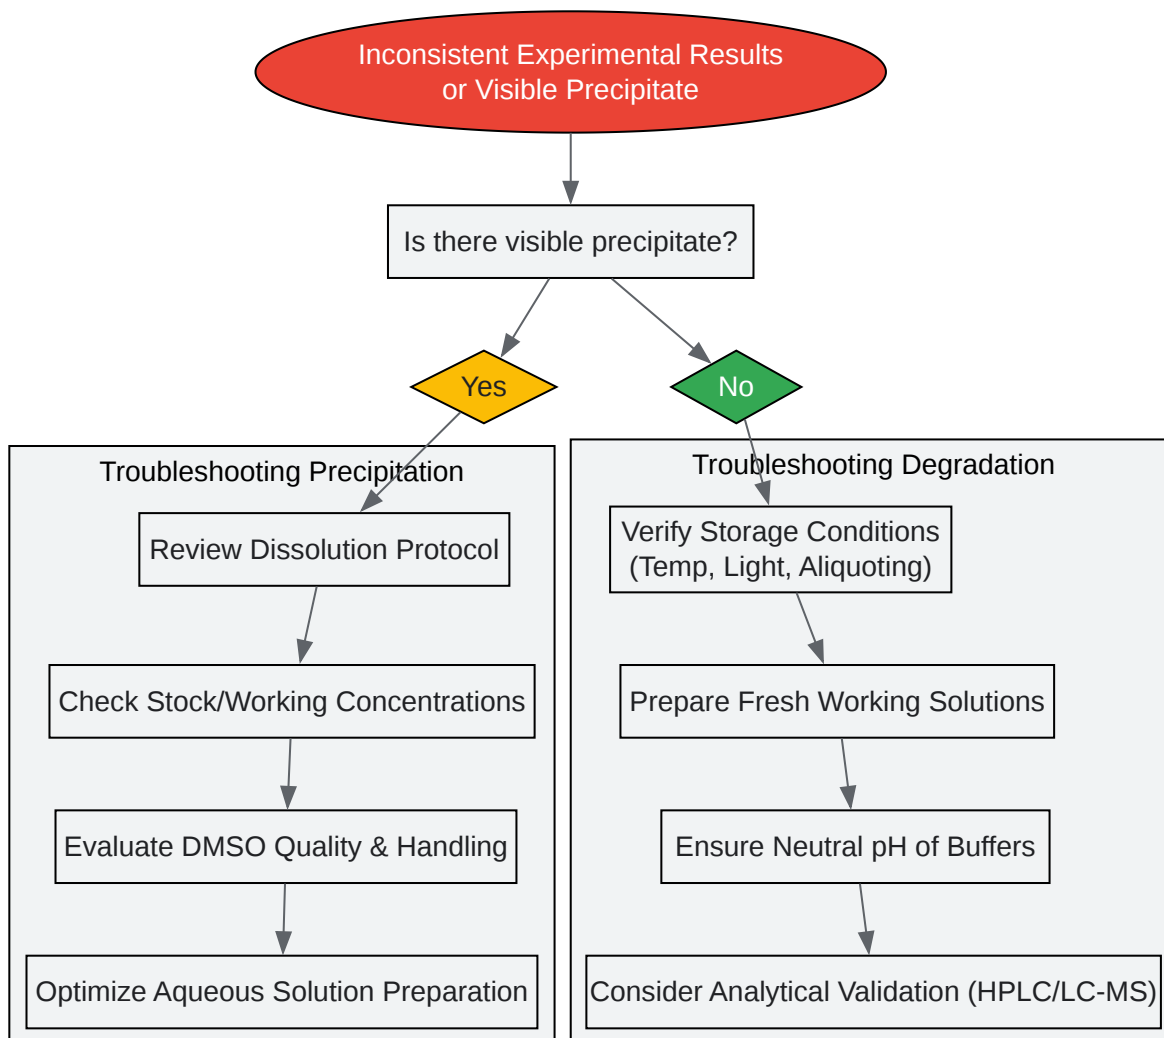 Inconsistent Experimental Results
or Visible Precipitate
Is there visible precipitate?
Yes
No
Troubleshooting Precipitation
Review Dissolution Protocol
Check Stock/Working Concentrations
Evaluate DMSO Quality & Handling
Optimize Aqueous Solution Preparation
Troubleshooting Degradation
Verify Storage Conditions
(Temp, Light, Aliquoting)
Prepare Fresh Working Solutions
Ensure Neutral pH of Buffers
Consider Analytical Validation (HPLC/LC-MS)